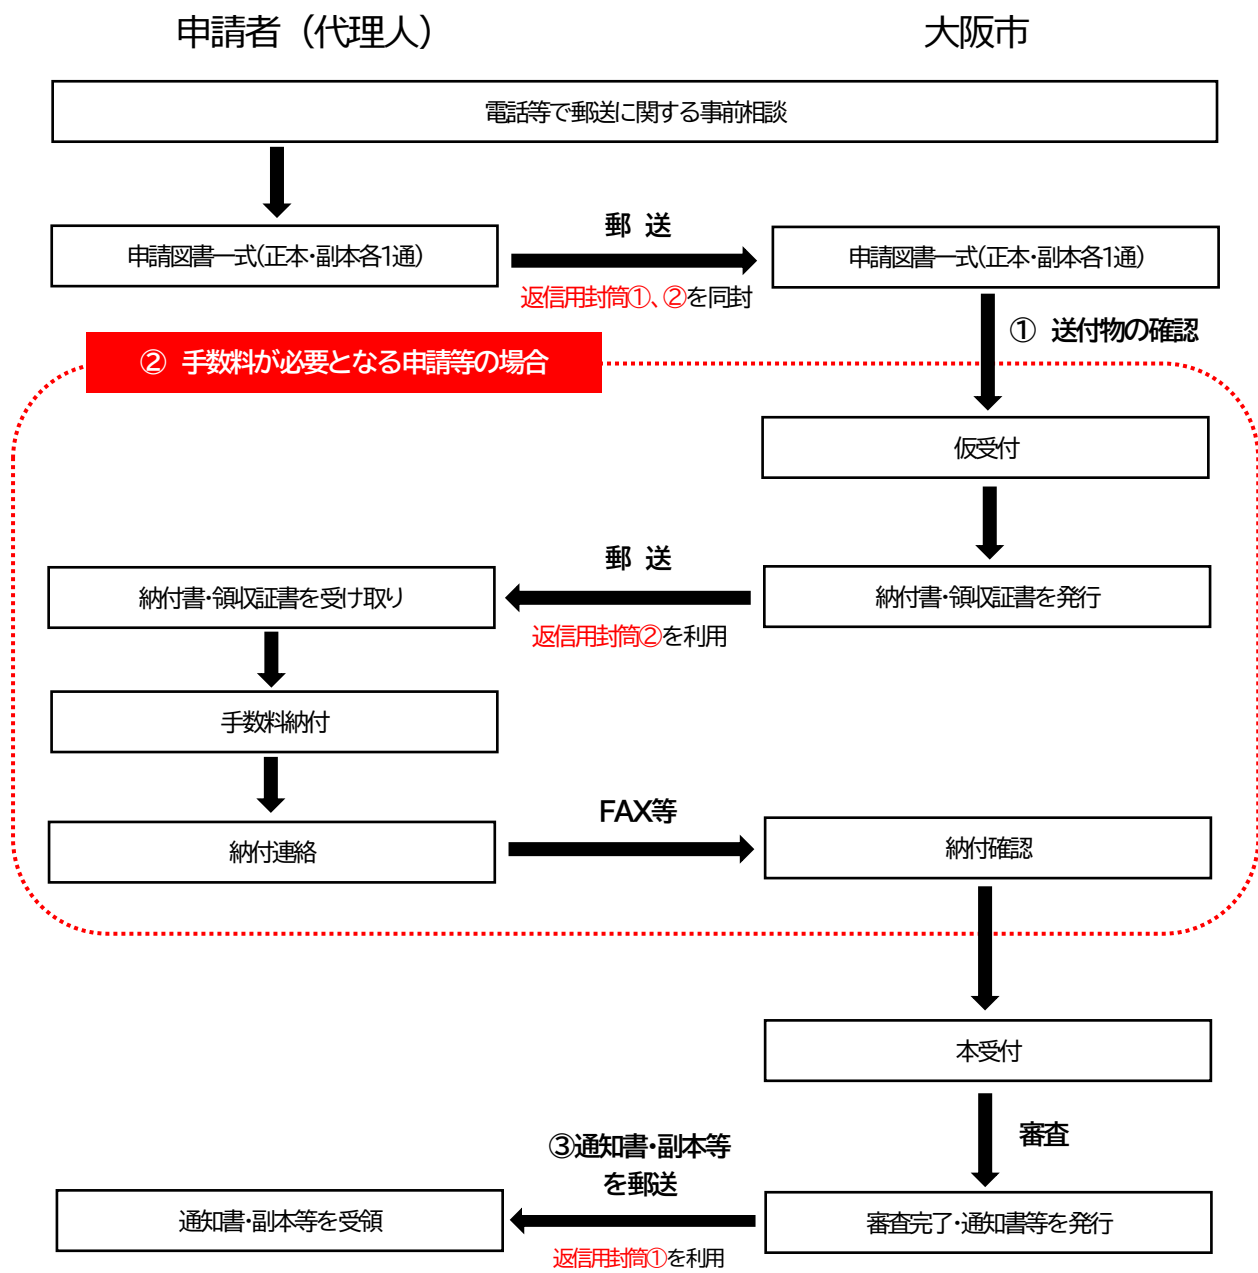 申請者（代理人）
大阪市
電話等で郵送に関する事前相談
申請図書一式(正本・副本各1通)
郵 送
返信用封筒①、②を同封
申請図書一式(正本・副本各1通)
① 送付物の確認
② 手数料が必要となる申請等の場合
仮受付
納付書・領収証書を発行
郵 送
返信用封筒②を利用
納付書・領収証書を受け取り
手数料納付
納付連絡
FAX等
納付確認
本受付
審査
審査完了・通知書等を発行
③通知書・副本等
を郵送
返信用封筒①を利用
通知書・副本等を受領